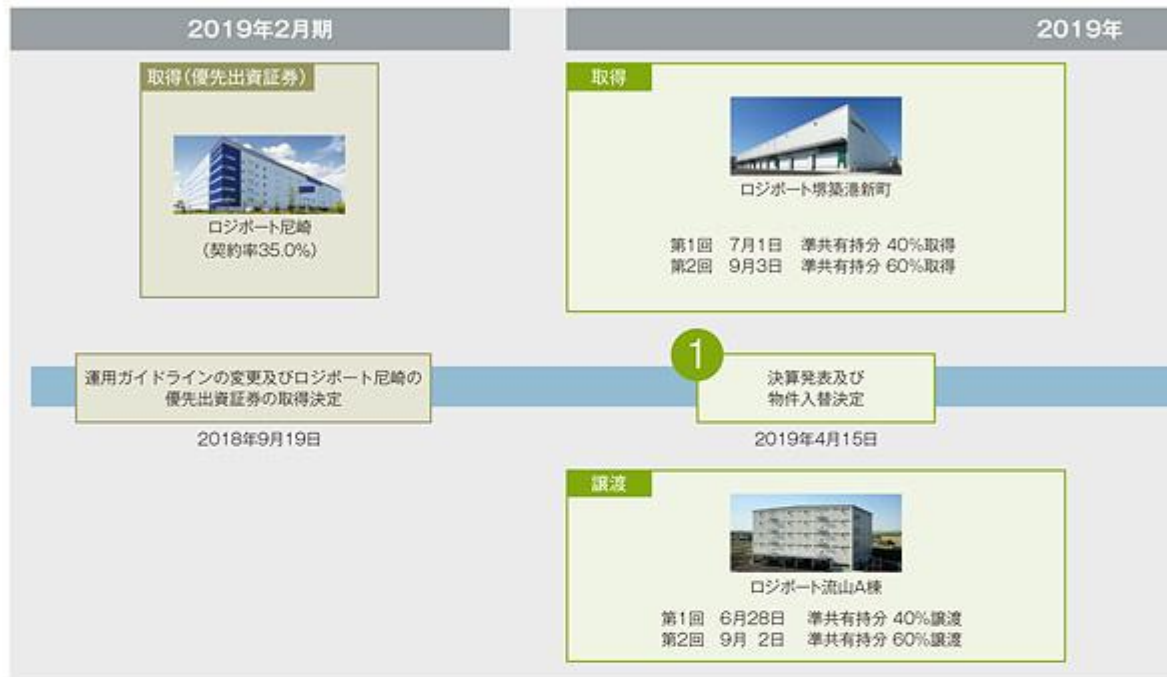 2019年2月期
取得(優先出資証券)
ロジポート尼崎
(契約率35.0%)
運用ガイドラインの変更及びロジポート尼崎の
優先出資証券の取得決定
2018年9月19日
2019年
取得
ロジポート堺築港新町
第1回 7月1日 準共有持分 40%取得
第2回 9月3日 準共有持分 60%取得
1
決算発表及び
物件入替決定
2019年4月15日
譲渡
ロジポート流山A棟
第1回 6月28日 準共有持分 40%譲渡
第2回 9月 2日 準共有持分 60%譲渡